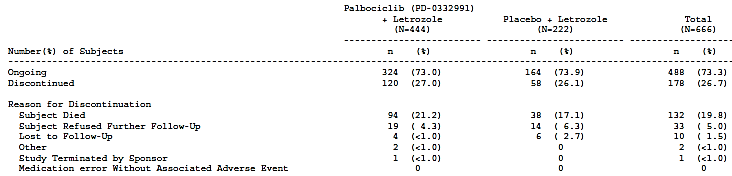 Palbociclib (PD-0332991)
+ Letrozole Placebo + Letrozole Total
(N=444) (N=222) (N=666)
Number(%) of Subjects n (%) n (%) n (%)
Ongoing 324 (73.0) 164 (73.9) 488 (73.3)
Discontinued 120 (27.0) 58 (26.1) 178 (26.7)
Reason for Discontinuation
Subject Died 94 (21.2) 38 (17.1) 132 (19.8)
Subject Refused Further Follow-Up 19 ( 4.3) 14 ( 6.3) 33 ( 5.0)
Lost to Follow-Up 4 (<1.0) 6 ( 2.7) 10 ( 1.5)
Other 2 (<1.0) 0 2 (<1.0)
Study Terminated by Sponsor 1 (<1.0) 0 1 (<1.0)
Medication error Without Associated Adverse Event 0 0 0